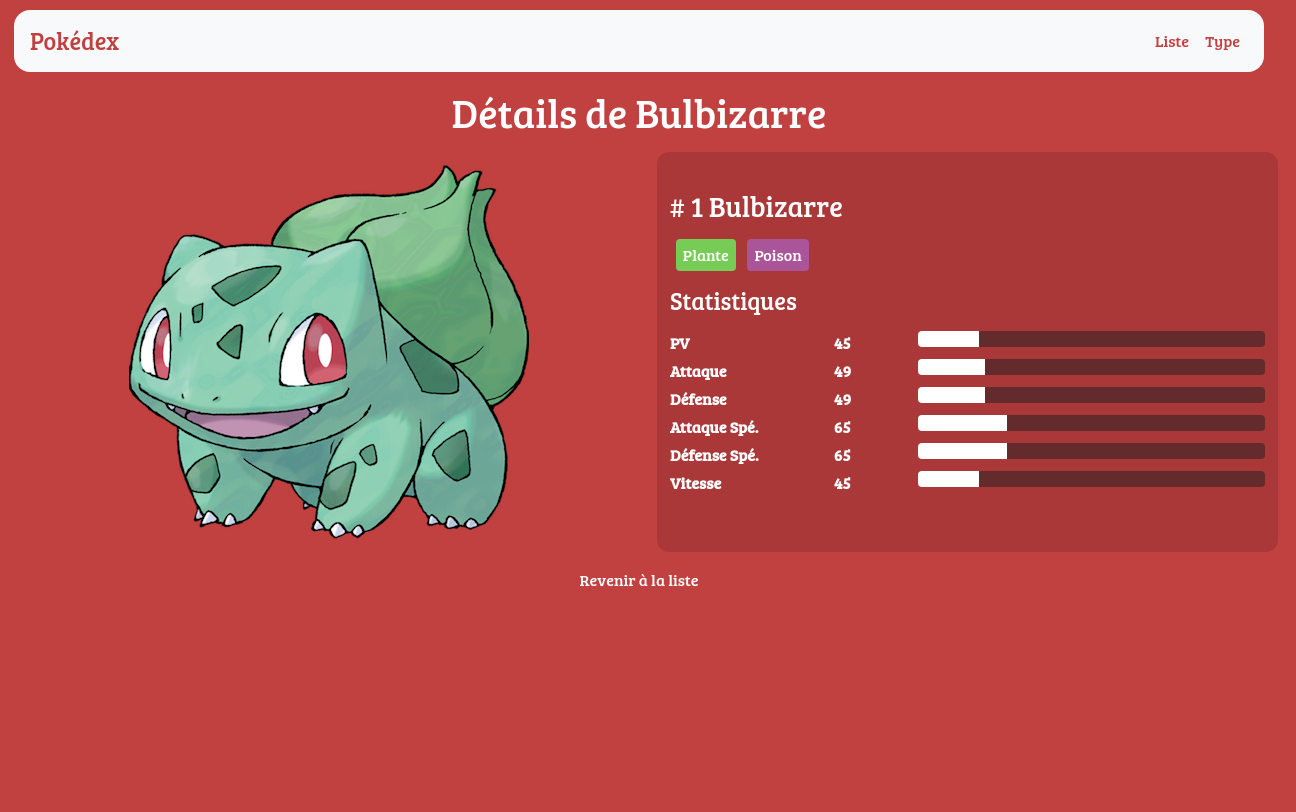 Pokédex
Liste Type
Détails de Bulbizarre
# 1 Bulbizarre
Plante Poison
Statistiques
PV 45
Attaque 49
Défense 49
Attaque Spé. 65
Défense Spé. 65
Vitesse 45
Revenir à la liste